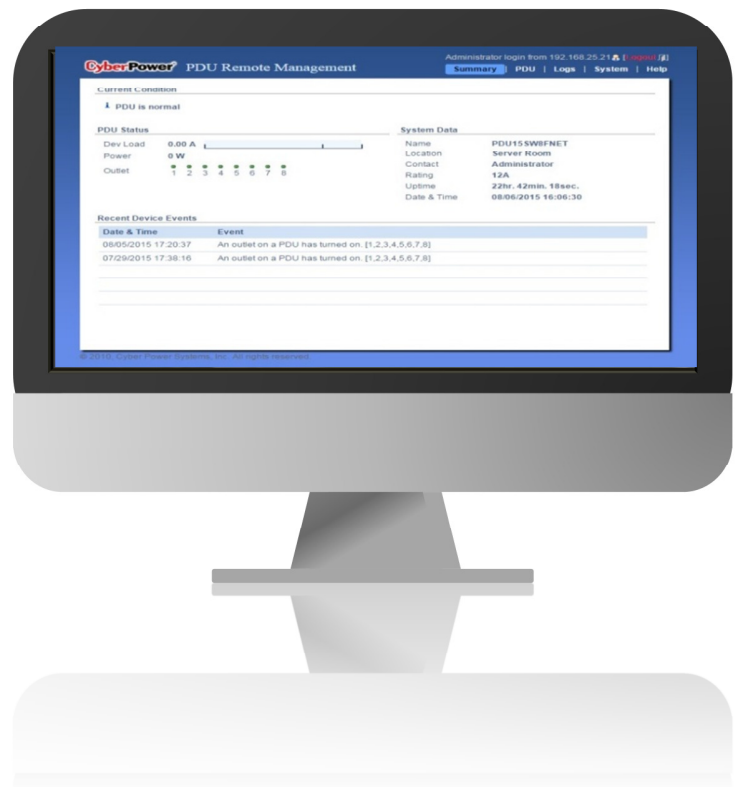 CyberPower® PDU Remote Management
Administrator login from 192.168.25.21 [Logout]
Summary | PDU | Logs | System | Help
Current Condition
PDU is normal
PDU Status
Dev Load 0.00 A
Power 0 W
Outlet 1 2 3 4 5 6 7 8
System Data
Name PDU15SW8FNET
Location Server Room
Contact Administrator
Rating 12A
Uptime 22hr. 42min. 18sec.
Date & Time 08/06/2015 16:06:30
Recent Device Events
Date & Time Event
08/05/2015 17:20:37 An outlet on a PDU has turned on. [1,2,3,4,5,6,7,8]
07/29/2015 17:38:16 An outlet on a PDU has turned on. [1,2,3,4,5,6,7,8]
© 2010, Cyber Power Systems, Inc. All rights reserved.